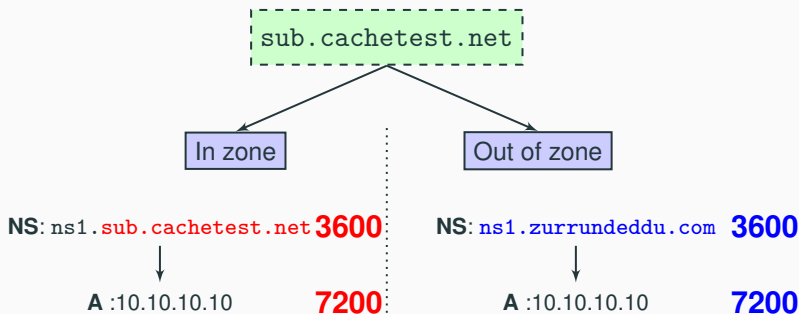 sub.cachetest.net
In zone
Out of zone
NS: ns1.sub.cachetest.net 3600
NS: ns1.zurrundeddu.com 3600
A :10.10.10.10 7200
A :10.10.10.10 7200